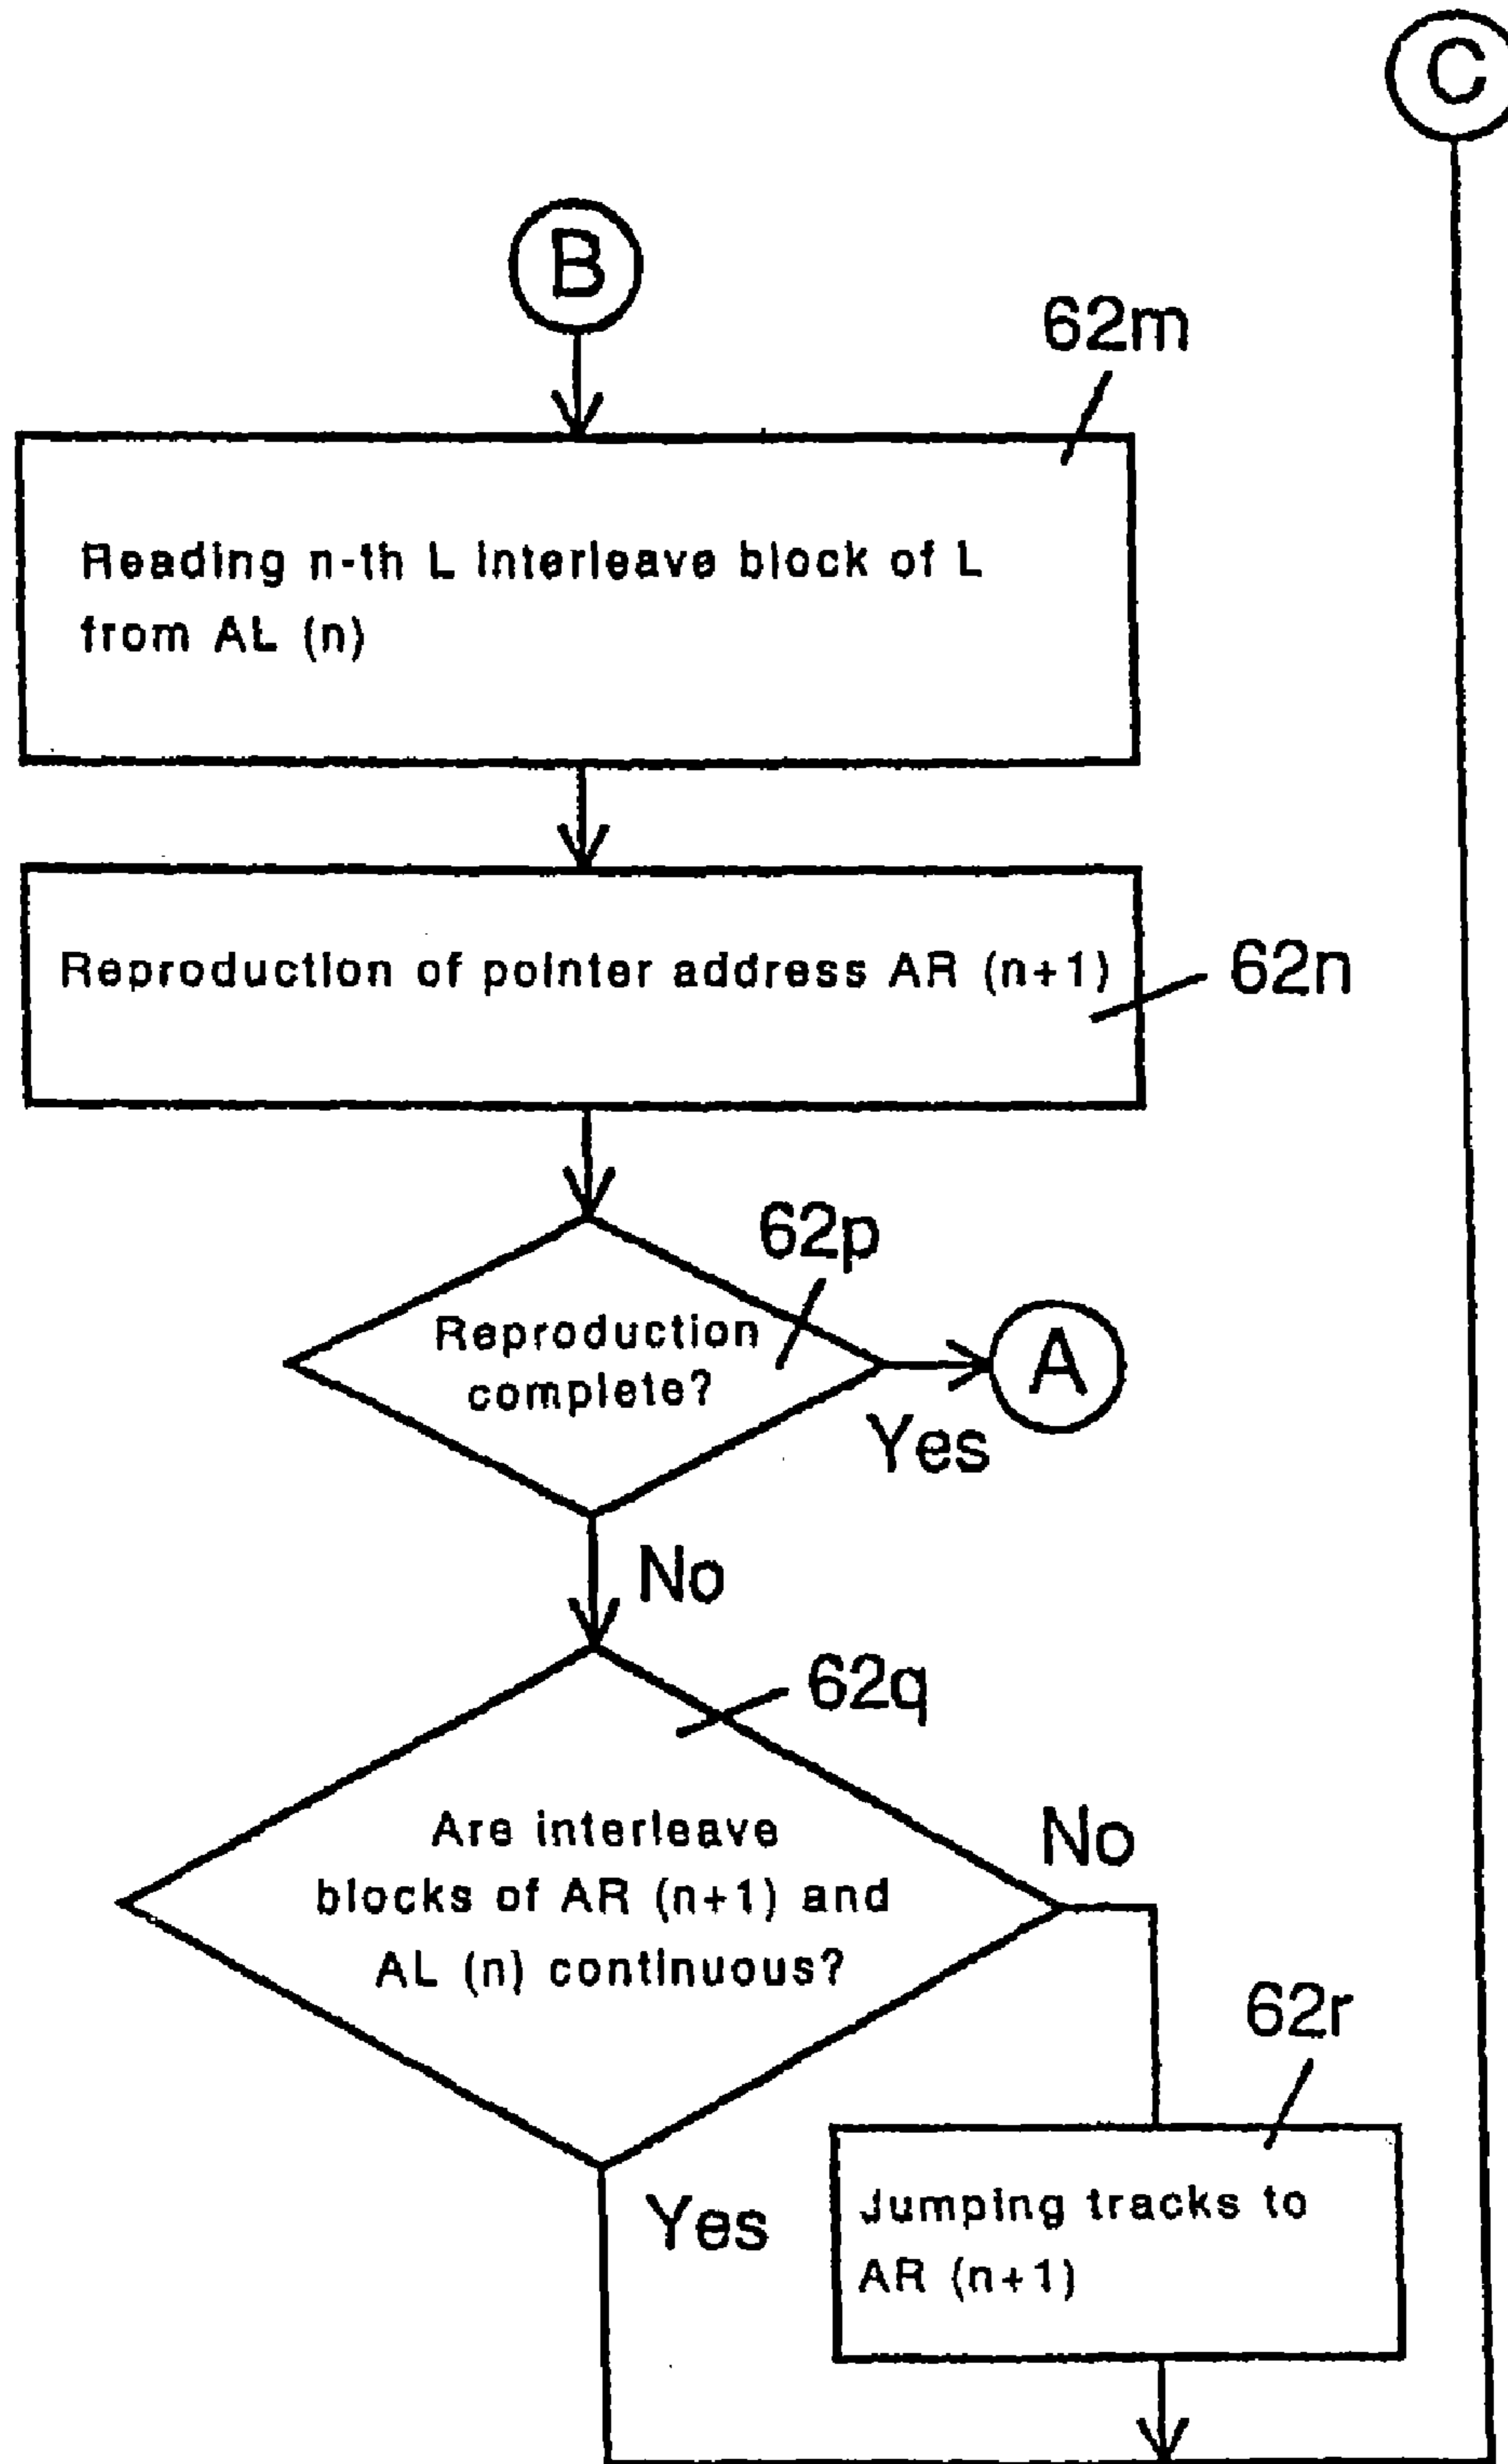 C
B
62m
Reading n-th L interleave block of L
from AL (n)
Reproduction of pointer address AR (n+1)
62n
62p
Reproduction
complete?
A
Yes
No
62q
Are interleave
blocks of AR (n+1) and
AL (n) continuous?
No
62r
Jumping tracks to
AR (n+1)
Yes